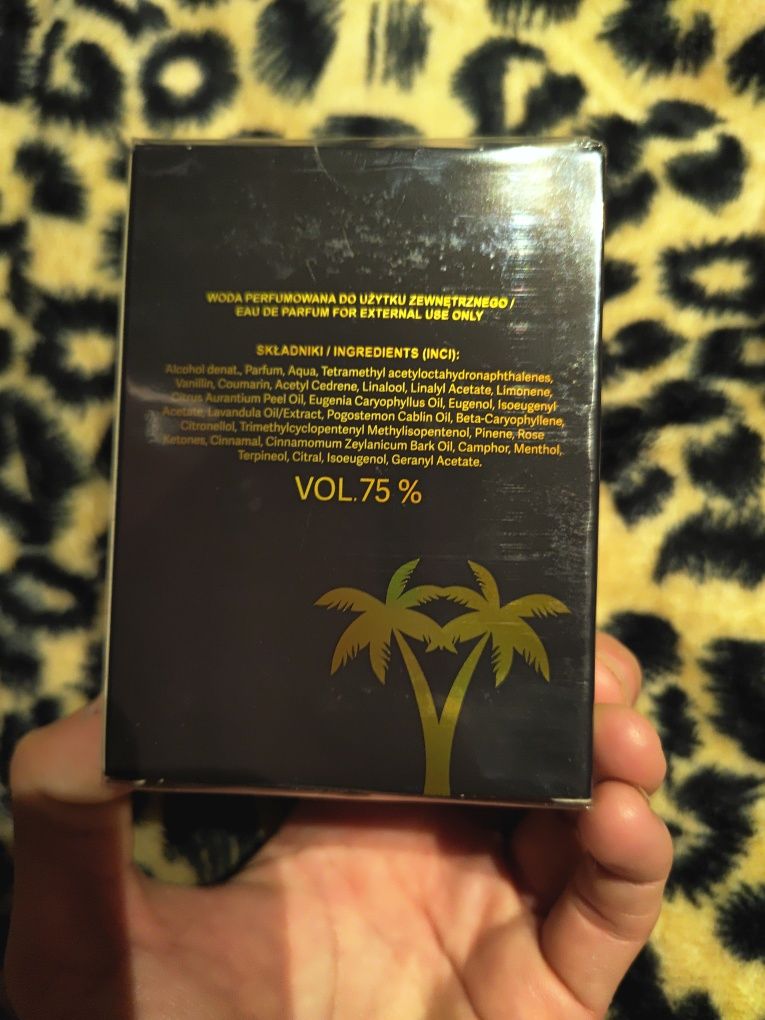 WODA PERFUMOWANA DO UŻYTKU ZEWNĘTRZNEGO /
EAU DE PARFUM FOR EXTERNAL USE ONLY
SKŁADNIKI / INGREDIENTS (INCI):
Alcohol denat., Parfum, Aqua, Tetramethyl acetyloctahydronaphthalenes,
Vanillin, Coumarin, Acetyl Cedrene, Linalool, Linalyl Acetate, Limonene,
Citrus Aurantium Peel Oil, Eugenia Caryophyllus Oil, Eugenol, Isoeugenyl
Acetate, Lavandula Oil/Extract, Pogostemon Cablin Oil, Beta-Caryophyllene,
Citronellol, Trimethylcyclopentenyl Methylisopentenol, Pinene, Rose
Ketones, Cinnamal, Cinnamomum Zeylanicum Bark Oil, Camphor, Menthol,
Terpineol, Citral, Isoeugenol, Geranyl Acetate.
VOL.75 %